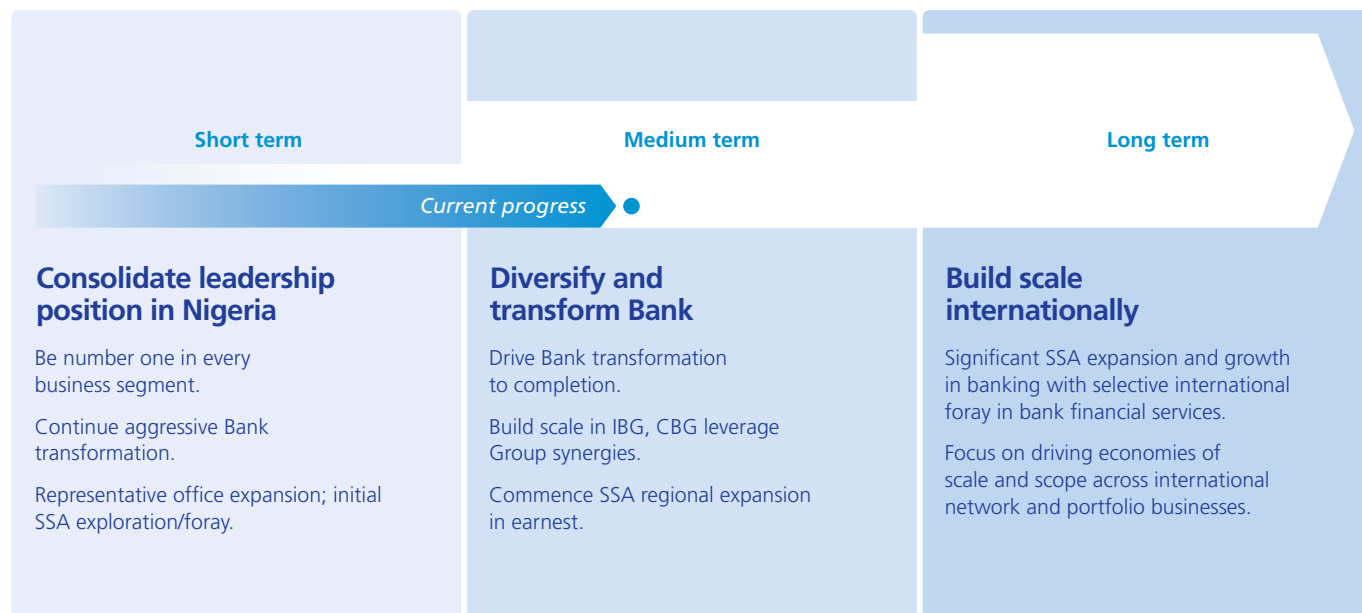 Short term
Medium term
Long term
Current progress
Consolidate leadership
position in Nigeria
Be number one in every
business segment.
Continue aggressive Bank
transformation.
Representative office expansion; initial
SSA exploration/foray.
Diversify and
transform Bank
Drive Bank transformation
to completion.
Build scale in IBG, CBG leverage
Group synergies.
Commence SSA regional expansion
in earnest.
Build scale
internationally
Significant SSA expansion and growth
in banking with selective international
foray in bank financial services.
Focus on driving economies of
scale and scope across international
network and portfolio businesses.